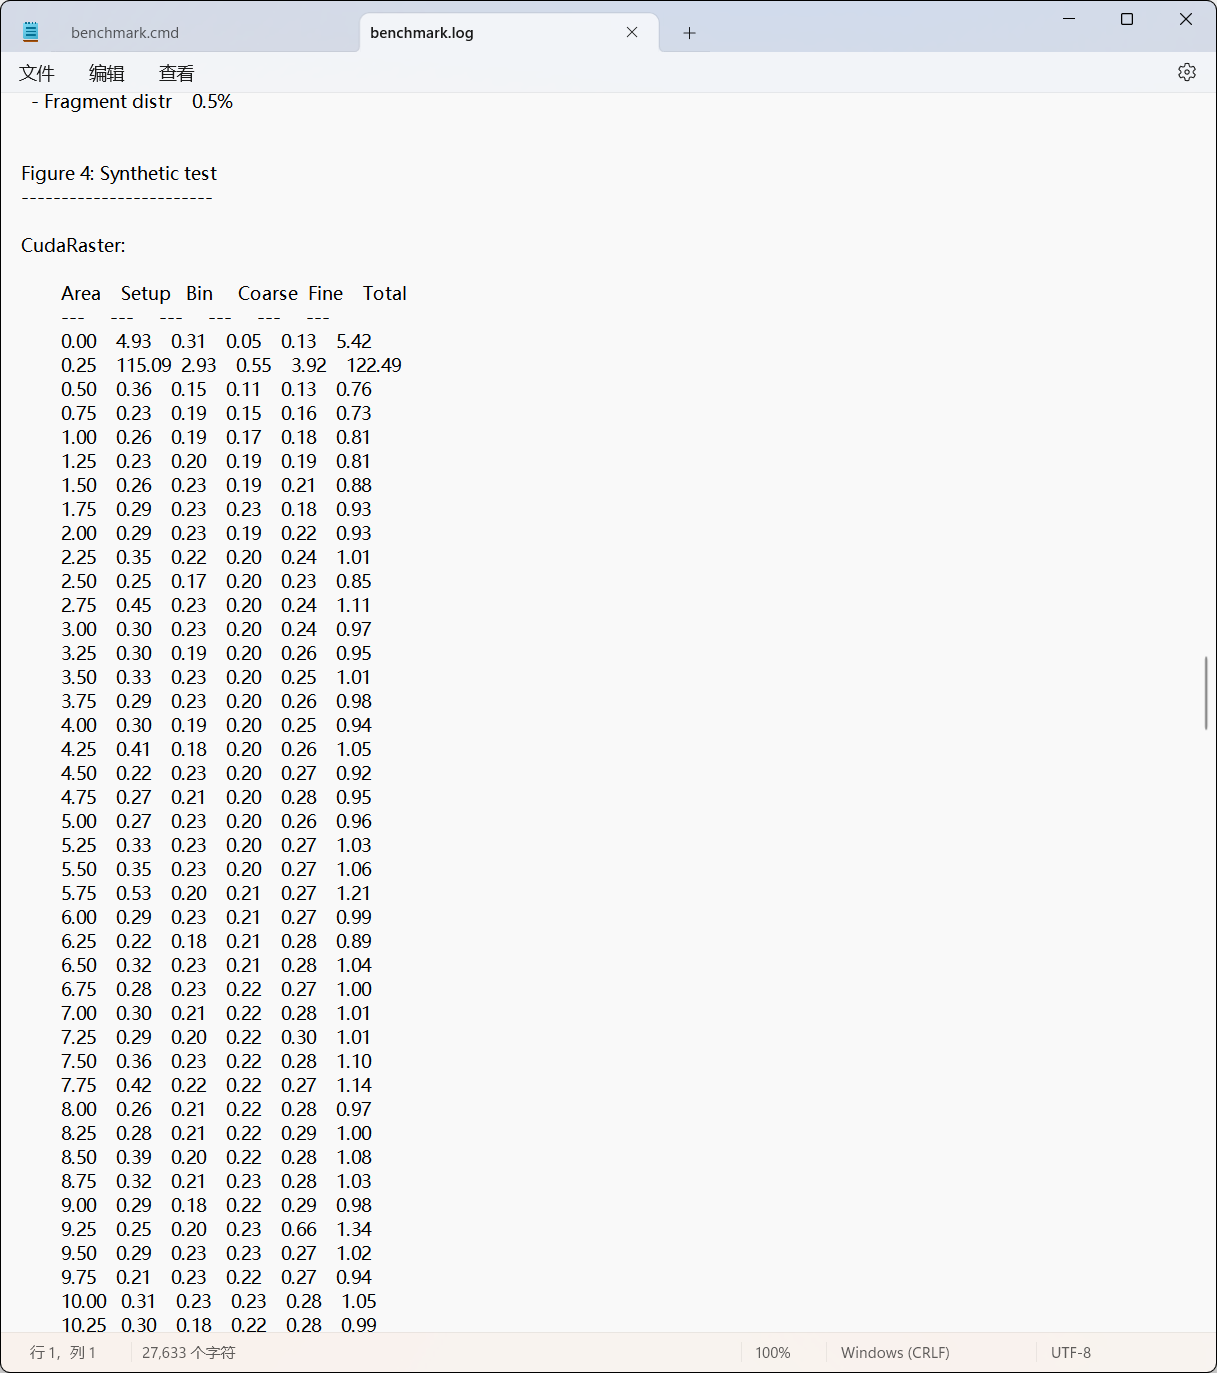 benchmark.cmd
benchmark.log
文件 编辑 查看
- Fragment distr 0.5%
Figure 4: Synthetic test
------------------------
CudaRaster:
Area Setup Bin Coarse Fine Total
--- --- --- --- --- ---
0.00 4.93 0.31 0.05 0.13 5.42
0.25 115.09 2.93 0.55 3.92 122.49
0.50 0.36 0.15 0.11 0.13 0.76
0.75 0.23 0.19 0.15 0.16 0.73
1.00 0.26 0.19 0.17 0.18 0.81
1.25 0.23 0.20 0.19 0.19 0.81
1.50 0.26 0.23 0.19 0.21 0.88
1.75 0.29 0.23 0.23 0.18 0.93
2.00 0.29 0.23 0.19 0.22 0.93
2.25 0.35 0.22 0.20 0.24 1.01
2.50 0.25 0.17 0.20 0.23 0.85
2.75 0.45 0.23 0.20 0.24 1.11
3.00 0.30 0.23 0.20 0.24 0.97
3.25 0.30 0.19 0.20 0.26 0.95
3.50 0.33 0.23 0.20 0.25 1.01
3.75 0.29 0.23 0.20 0.26 0.98
4.00 0.30 0.19 0.20 0.25 0.94
4.25 0.41 0.18 0.20 0.26 1.05
4.50 0.22 0.23 0.20 0.27 0.92
4.75 0.27 0.21 0.20 0.28 0.95
5.00 0.27 0.23 0.20 0.26 0.96
5.25 0.33 0.23 0.20 0.27 1.03
5.50 0.35 0.23 0.20 0.27 1.06
5.75 0.53 0.20 0.21 0.27 1.21
6.00 0.29 0.23 0.21 0.27 0.99
6.25 0.22 0.18 0.21 0.28 0.89
6.50 0.32 0.23 0.21 0.28 1.04
6.75 0.28 0.23 0.22 0.27 1.00
7.00 0.30 0.21 0.22 0.28 1.01
7.25 0.29 0.20 0.22 0.30 1.01
7.50 0.36 0.23 0.22 0.28 1.10
7.75 0.42 0.22 0.22 0.27 1.14
8.00 0.26 0.21 0.22 0.28 0.97
8.25 0.28 0.21 0.22 0.29 1.00
8.50 0.39 0.20 0.22 0.28 1.08
8.75 0.32 0.21 0.23 0.28 1.03
9.00 0.29 0.18 0.22 0.29 0.98
9.25 0.25 0.20 0.23 0.66 1.34
9.50 0.29 0.23 0.23 0.27 1.02
9.75 0.21 0.23 0.22 0.27 0.94
10.00 0.31 0.23 0.23 0.28 1.05
10.25 0.30 0.18 0.22 0.28 0.99
行 1，列 1 27,633 个字符 100% Windows (CRLF) UTF-8